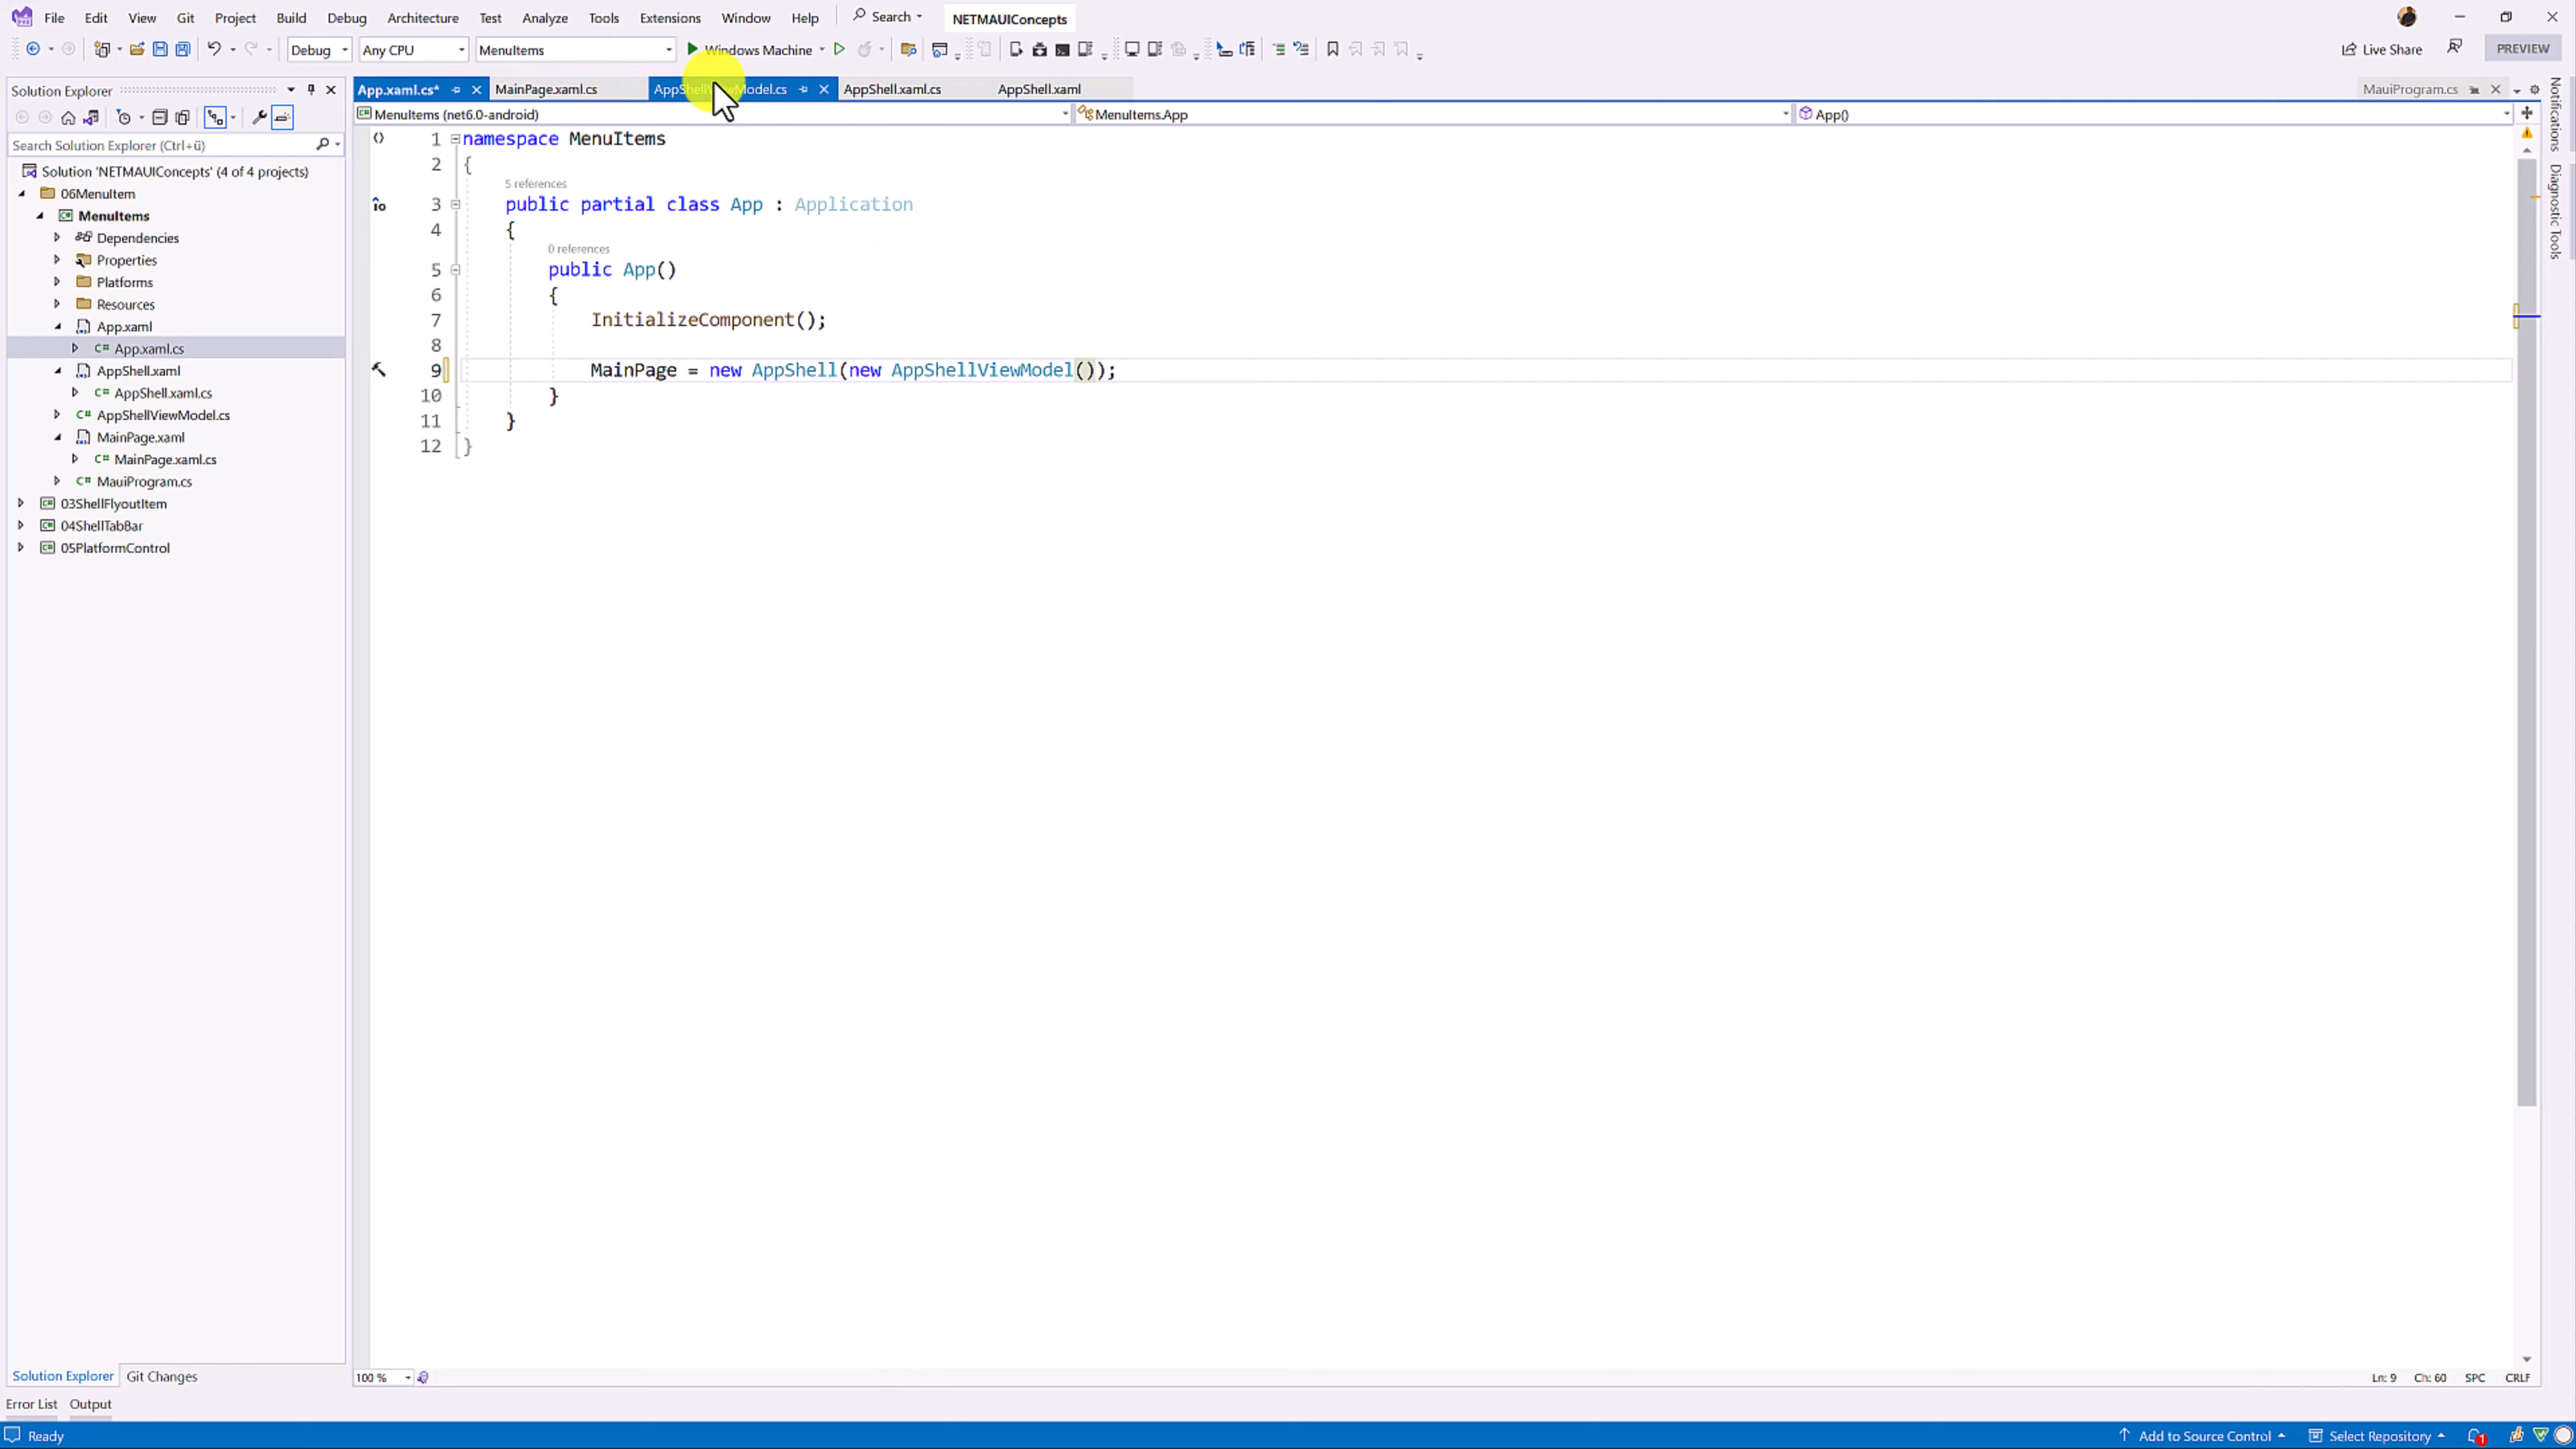 File Edit View Git Project Build Debug Architecture Test Analyze Tools Extensions Window Help Search NETMAUIConcepts
Debug Any CPU MenuItems Windows Machine Live Share PREVIEW
Solution Explorer
Search Solution Explorer (Ctrl+ü)
Solution 'NETMAUIConcepts' (4 of 4 projects)
06MenuItem
MenuItems
Dependencies
Properties
Platforms
Resources
App.xaml
App.xaml.cs
AppShell.xaml
AppShell.xaml.cs
AppShellViewModel.cs
MainPage.xaml
MainPage.xaml.cs
MauiProgram.cs
03ShellFlyoutItem
04ShellTabBar
05PlatformControl
Solution Explorer Git Changes
App.xaml.cs* MainPage.xaml.cs AppShellViewModel.cs AppShell.xaml.cs AppShell.xaml MauiProgram.cs
MenuItems (net6.0-android) MenuItems.App App()
1 namespace MenuItems
2 {
5 references
3 public partial class App : Application
4 {
0 references
5 public App()
6 {
7 InitializeComponent();
8
9 MainPage = new AppShell(new AppShellViewModel());
10 }
11 }
12 }
100 % Ln: 9 Ch: 60 SPC CRLF
Notifications
Diagnostic Tools
Error List Output
Ready Add to Source Control Select Repository 1